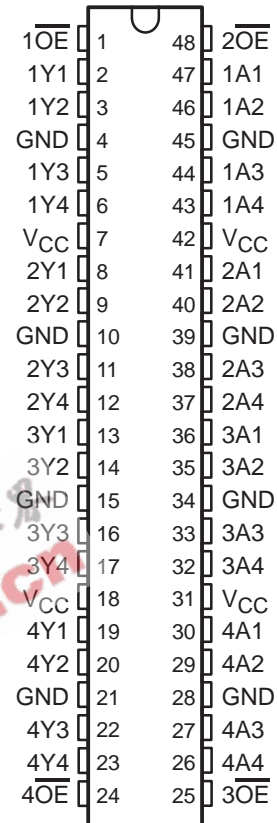 1OE 1 48 2OE
1Y1 2 47 1A1
1Y2 3 46 1A2
GND 4 45 GND
1Y3 5 44 1A3
1Y4 6 43 1A4
VCC 7 42 VCC
2Y1 8 41 2A1
2Y2 9 40 2A2
GND 10 39 GND
2Y3 11 38 2A3
2Y4 12 37 2A4
3Y1 13 36 3A1
3Y2 14 35 3A2
GND 15 34 GND
3Y3 16 33 3A3
3Y4 17 32 3A4
VCC 18 31 VCC
4Y1 19 30 4A1
4Y2 20 29 4A2
GND 21 28 GND
4Y3 22 27 4A3
4Y4 23 26 4A4
4OE 24 25 3OE